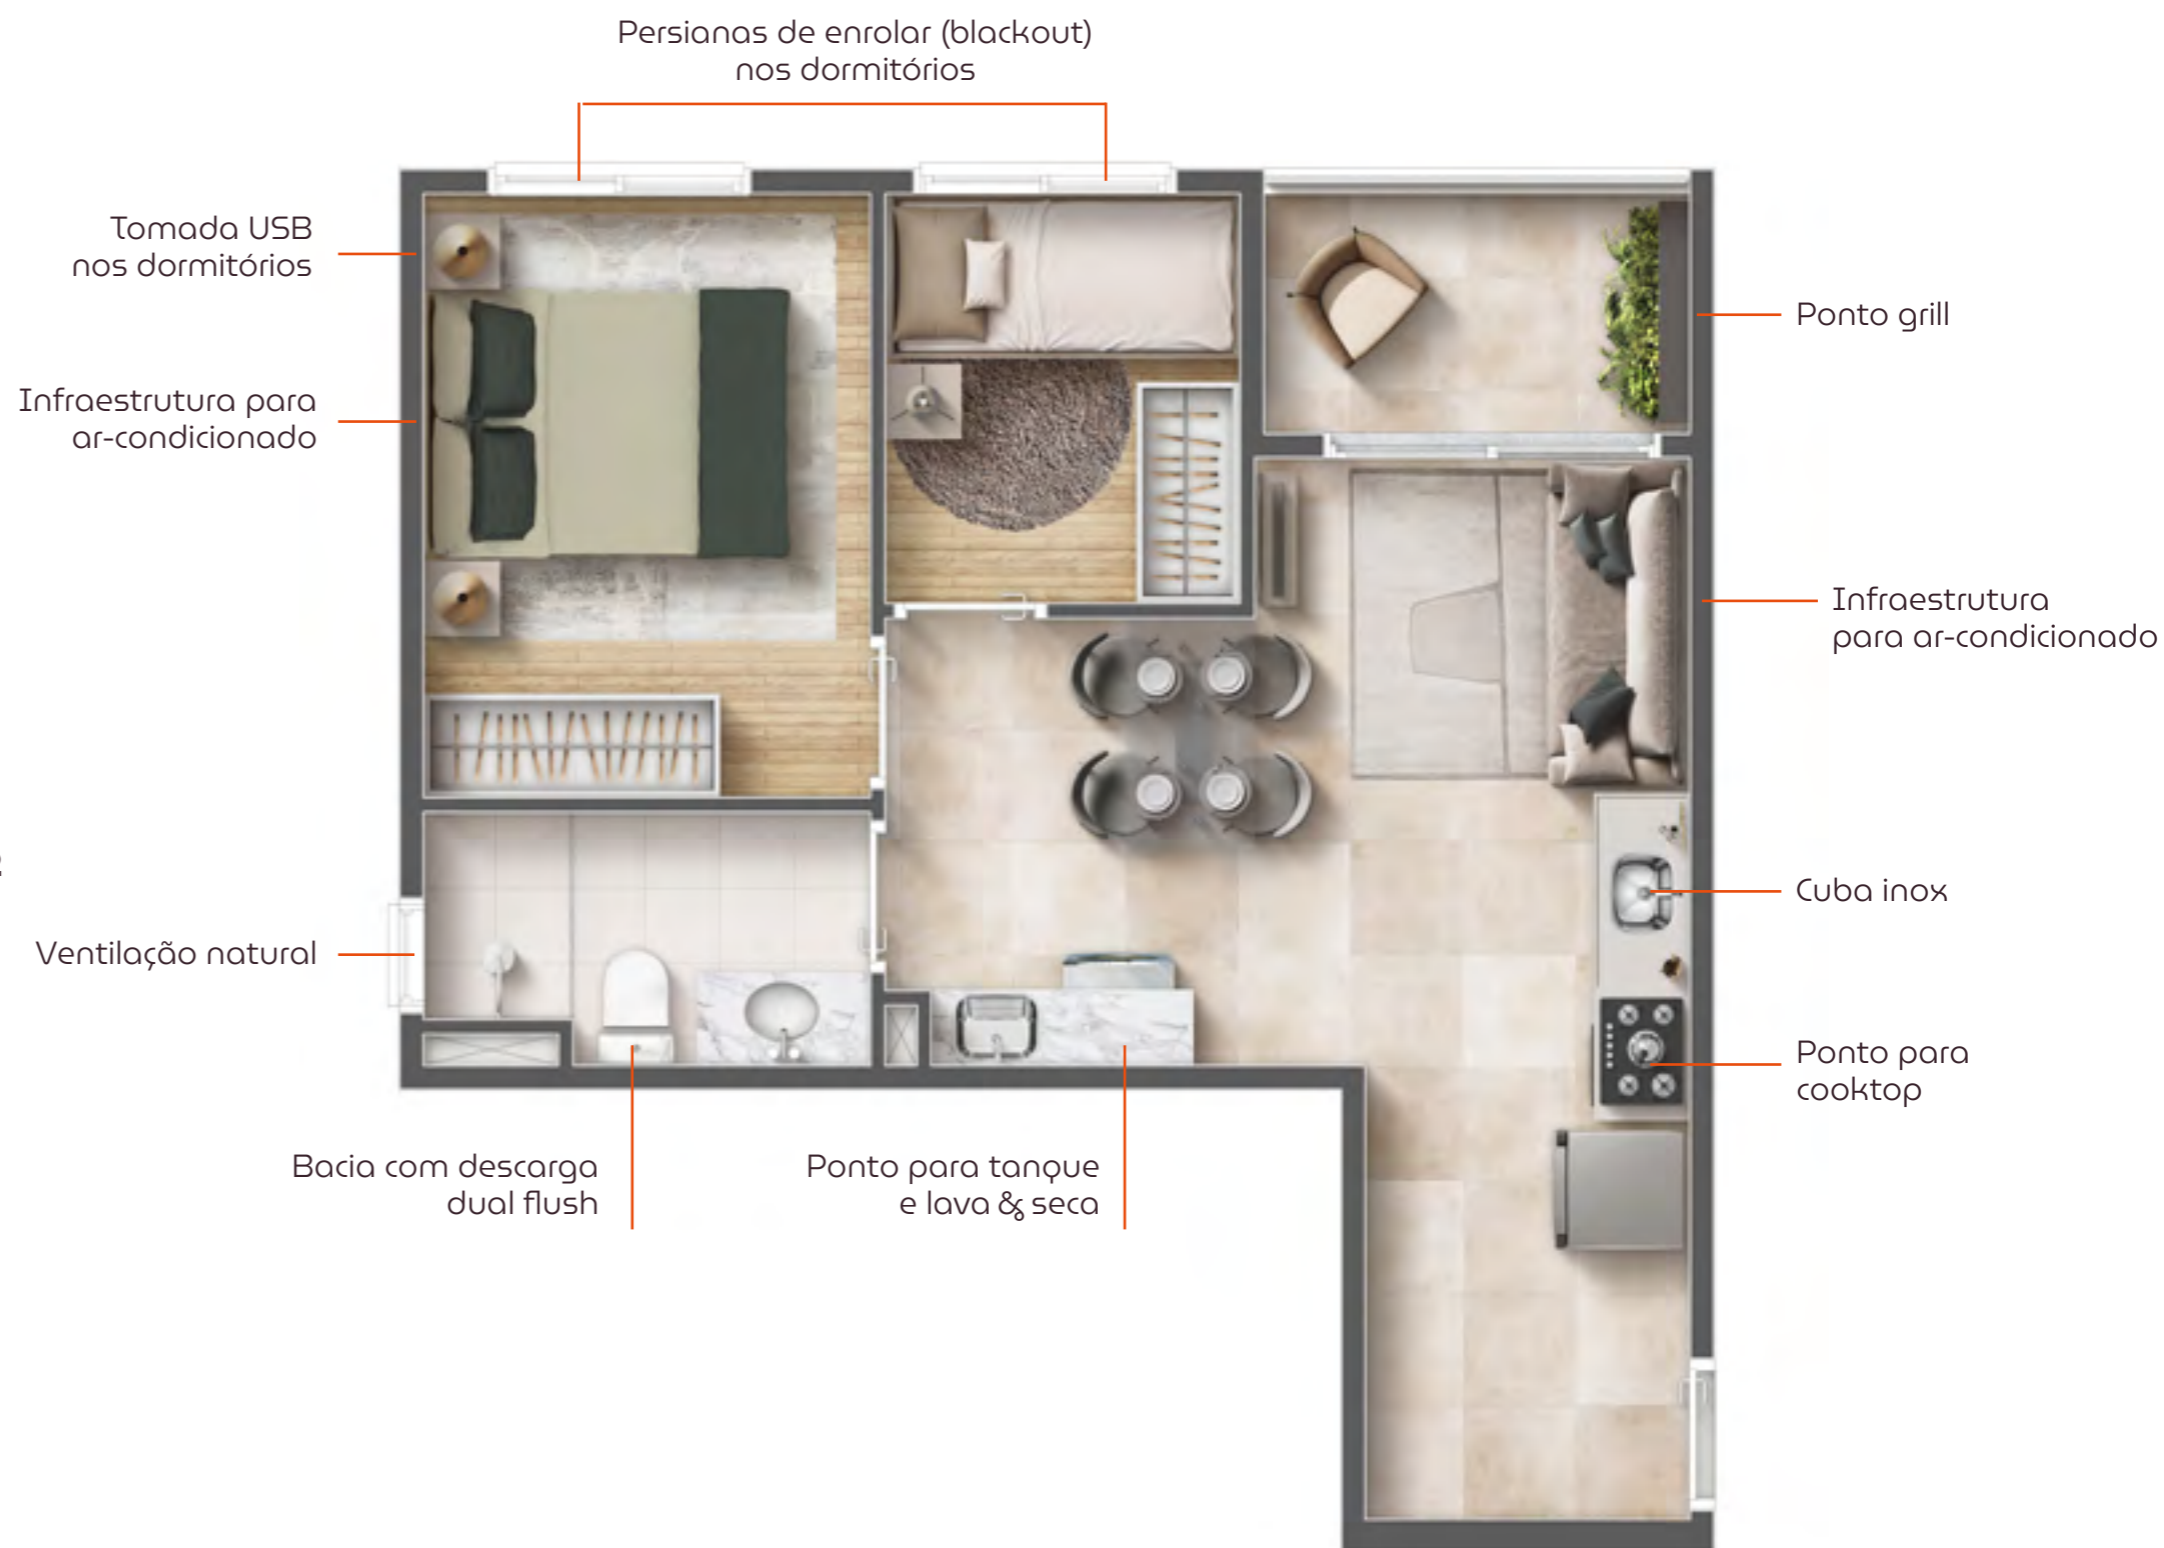 Persianas de enrolar (blackout)
nos dormitórios
Tomada USB
nos dormitórios
Ponto grill
Infraestrutura para
ar-condicionado
Infraestrutura
para ar-condicionado
Cuba inox
Ventilação natural
Ponto para
cooktop
Bacia com descarga
dual flush
Ponto para tanque
e lava & seca